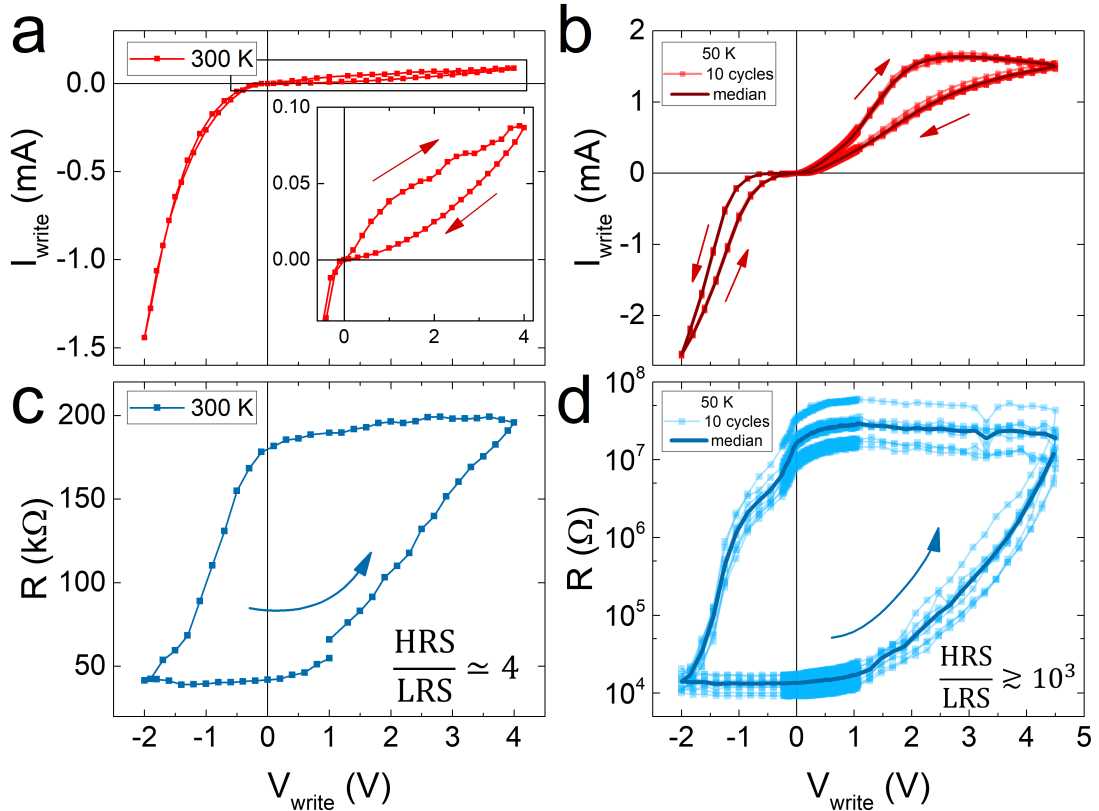 a
300 K
0.0
-0.5
-1.0
-1.5
I_write (mA)
0.10
0.05
0.00
0 2 4
b
50 K
10 cycles
median
2
1
0
-1
-2
I_write (mA)
c
300 K
200
150
100
50
R (kΩ)
HRS/LRS ≃ 4
-2 -1 0 1 2 3 4
V_write (V)
d
50 K
10 cycles
median
10^8
10^7
10^6
10^5
10^4
R (Ω)
HRS/LRS ≷ 10^3
-2 -1 0 1 2 3 4 5
V_write (V)